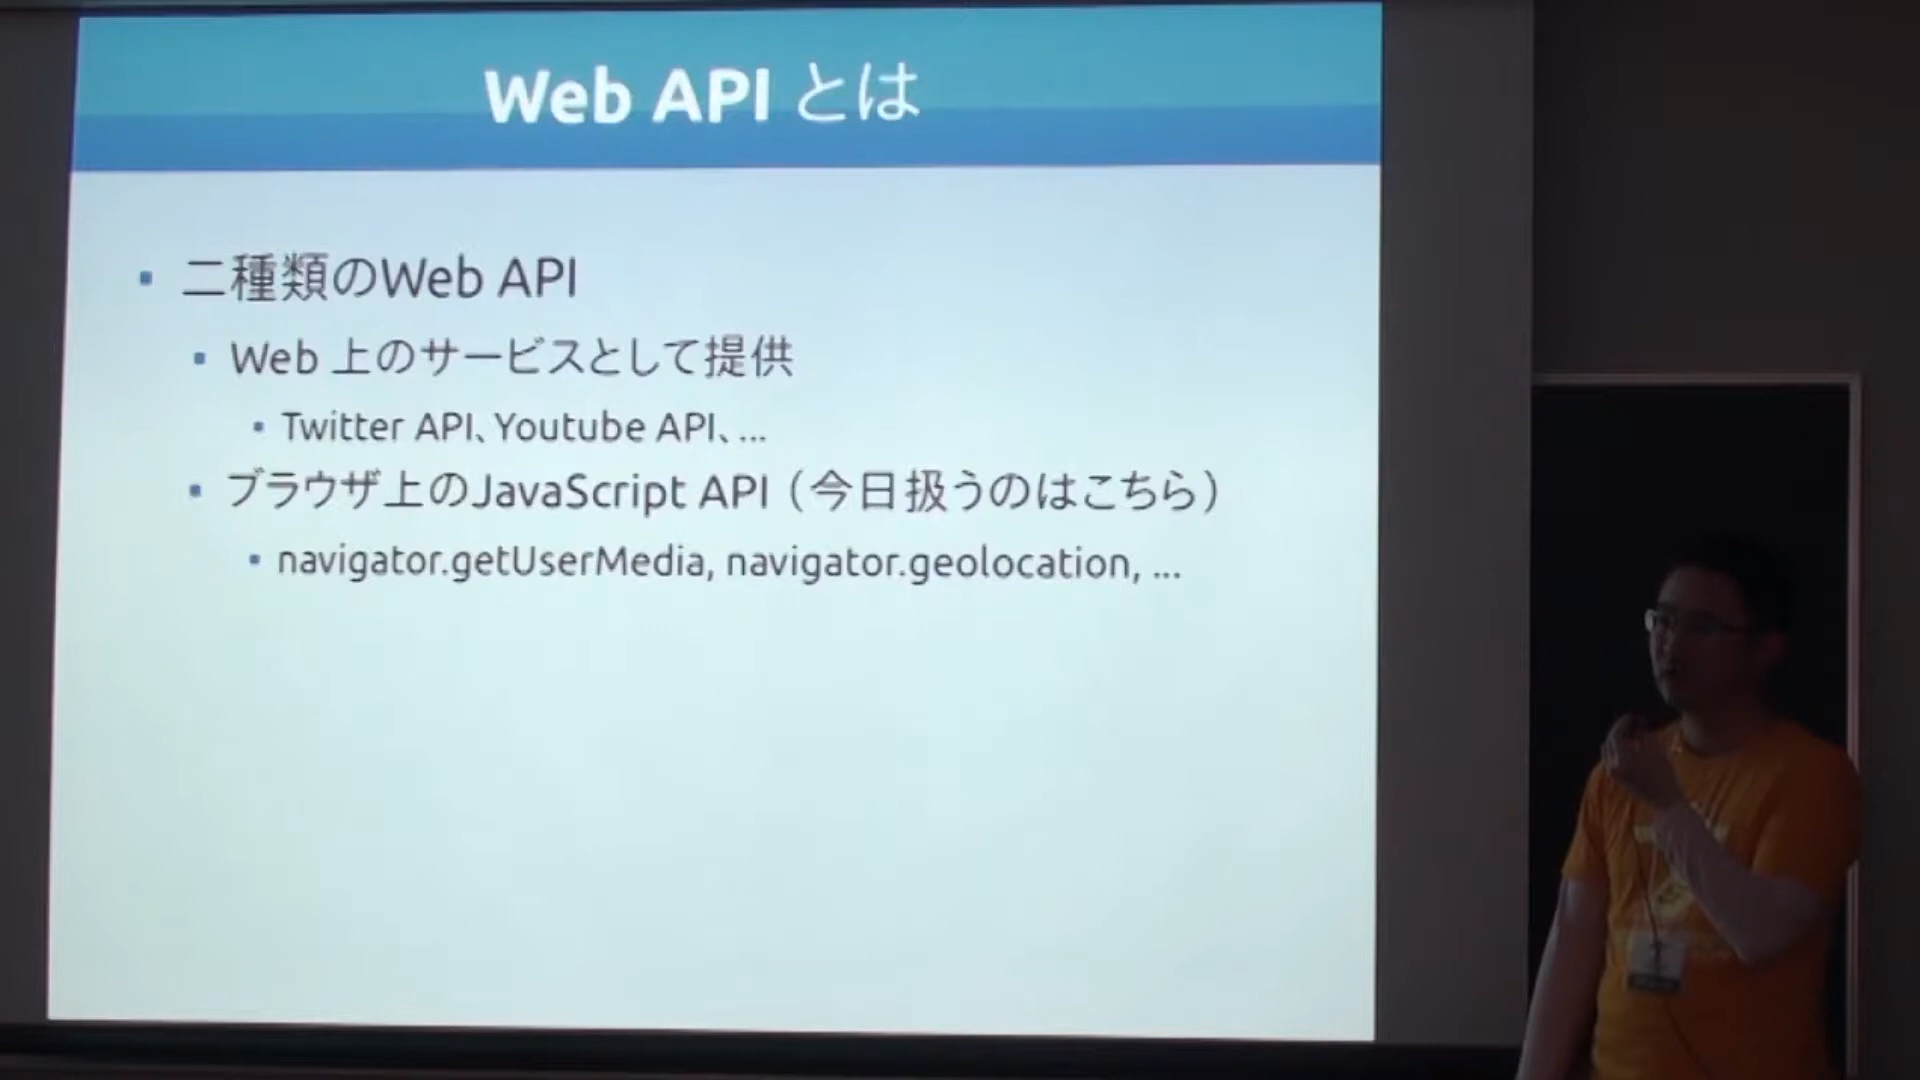 Web API とは
二種類のWeb API
Web 上のサービスとして提供
Twitter API、Youtube API、...
ブラウザ上のJavaScript API（今日扱うのはこちら）
navigator.getUserMedia, navigator.geolocation, ...